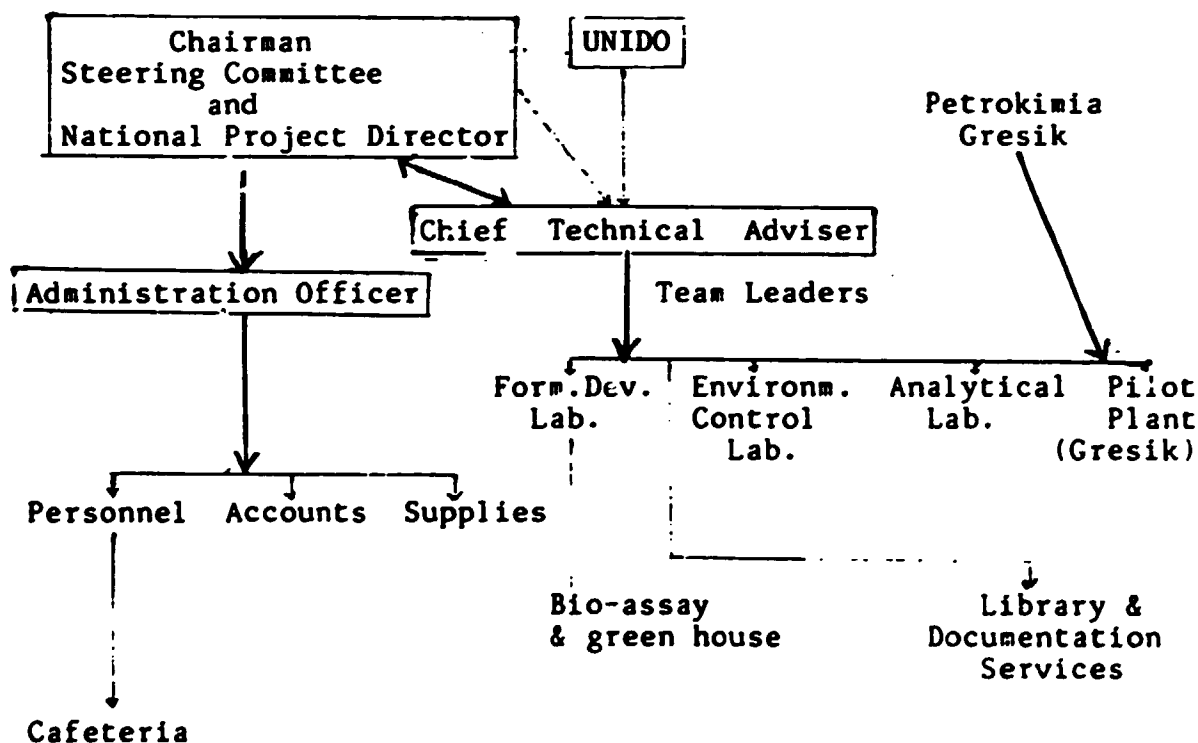 Chairman
Steering Committee
and
National Project Director
UNIDO
Petrokimia
Gresik
Chief Technical Adviser
Administration Officer
Team Leaders
Form.Dev.
Lab.
Environm.
Control
Lab.
Analytical
Lab.
Pilot
Plant
(Gresik)
Personnel
Accounts
Supplies
Bio-assay
& green house
Library &
Documentation
Services
Cafeteria